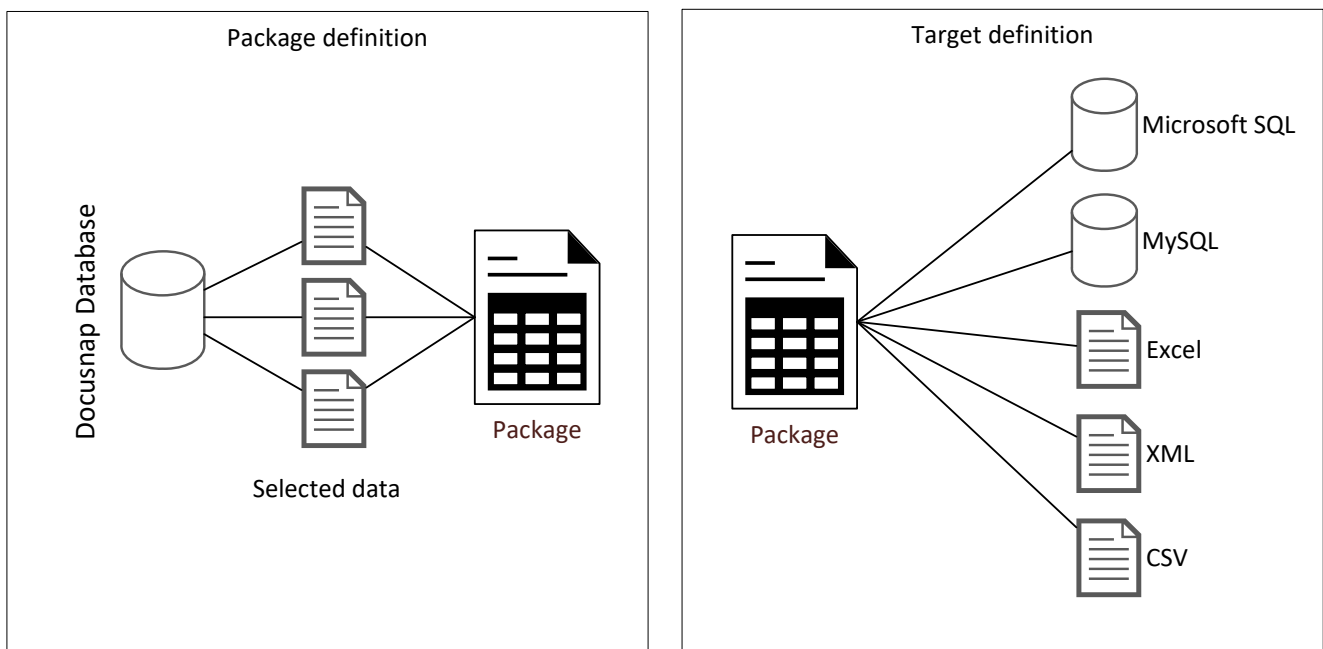 Package definition
Docusnap Database
Package
Selected data
Target definition
Microsoft SQL
MySQL
Excel
Package
XML
CSV